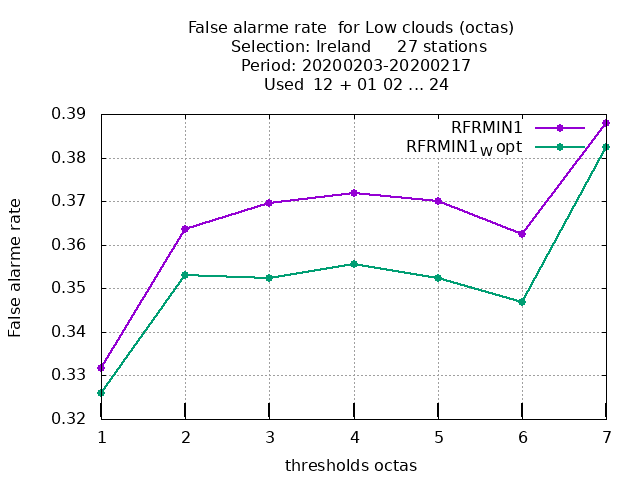 False alarme rate  for Low clouds (octas)
Selection: Ireland     27 stations
Period: 20200203-20200217
Used  12 + 01 02 ... 24
RFRMIN1
RFRMIN1W opt
False alarme rate
0.39
0.38
0.37
0.36
0.35
0.34
0.33
0.32
1 2 3 4 5 6 7
thresholds octas